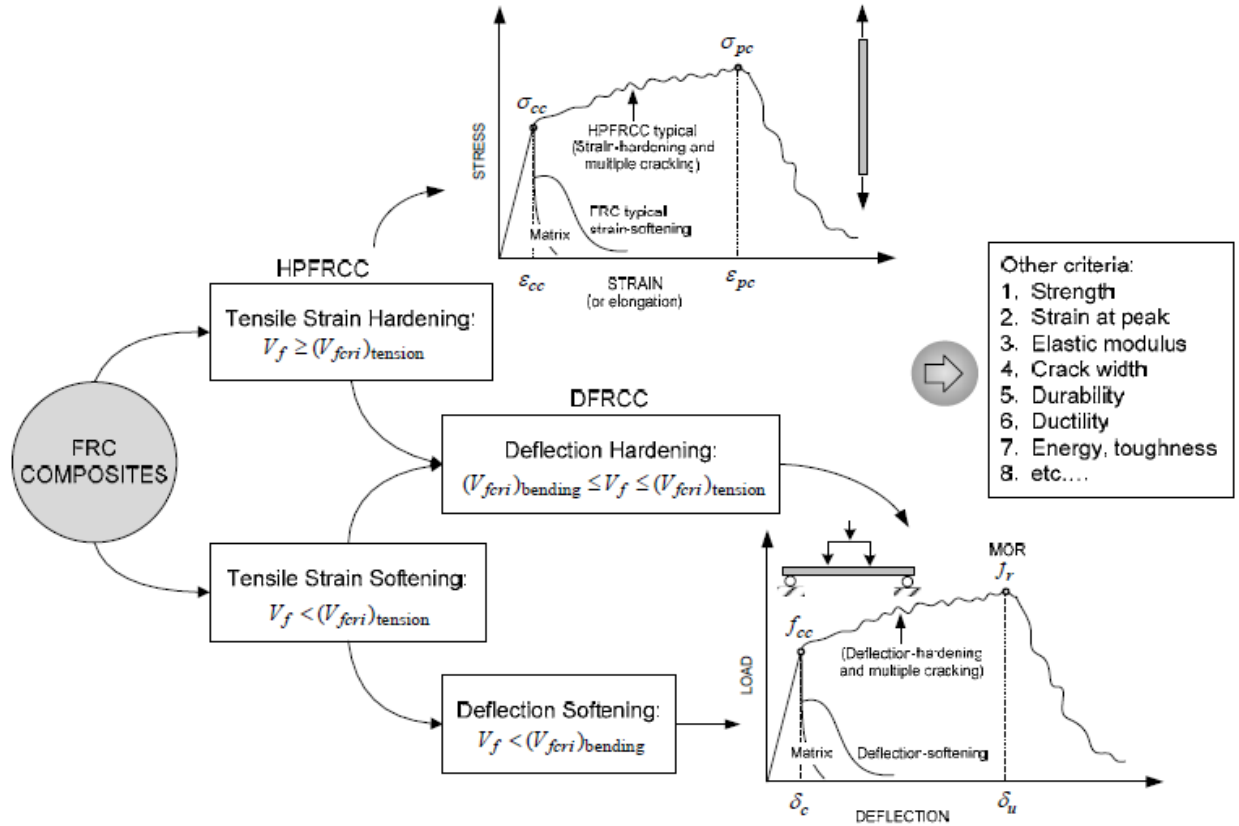 σpc
σcc
STRESS
HPFRCC typical
(Strain-hardening and
multiple cracking)
FRC typical
strain-softening
Matrix
εcc
STRAIN
(or elongation)
εpc
HPFRCC
Tensile Strain Hardening:
Vf ≥ (Vfcri)tension
FRC
COMPOSITES
DFRCC
Deflection Hardening:
(Vfcri)bending ≤ Vf ≤ (Vfcri)tension
Tensile Strain Softening:
Vf < (Vfcri)tension
Deflection Softening:
Vf < (Vfcri)bending
Other criteria:
1. Strength
2. Strain at peak
3. Elastic modulus
4. Crack width
5. Durability
6. Ductility
7. Energy, toughness
8. etc....
MOR
fr
fcc
LOAD
(Deflection-hardening
and multiple cracking)
Matrix
Deflection-softening
δc
DEFLECTION
δu